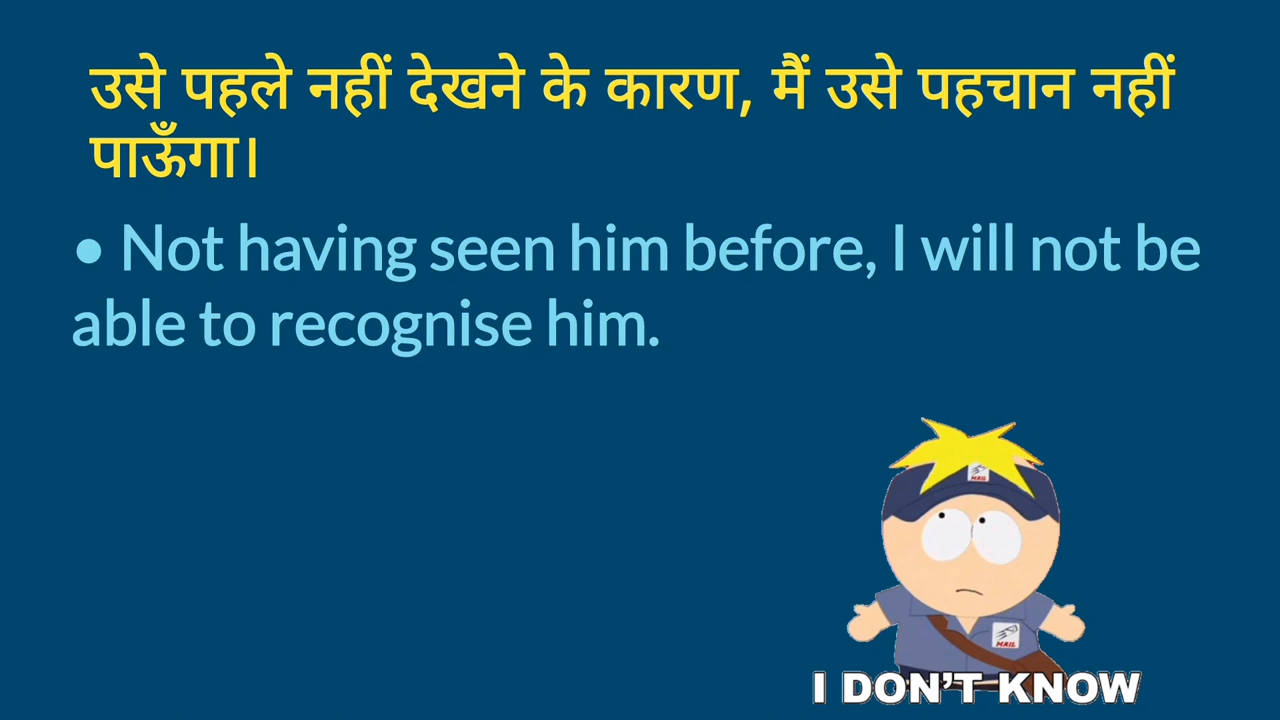 उसे पहले नहीं देखने के कारण, मैं उसे पहचान नहीं
पाऊँगा।
• Not having seen him before, I will not be
able to recognise him.
MAIL
MAIL
I DON'T KNOW